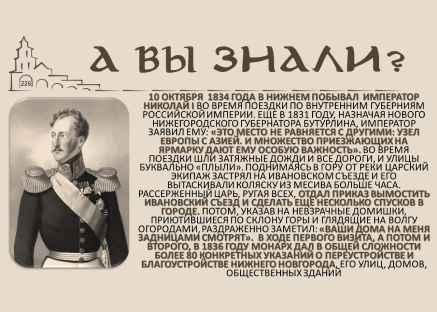 А ВЫ ЗНАЛИ?
226
10 ОКТЯБРЯ 1834 ГОДА В НИЖНЕМ ПОБЫВАЛ ИМПЕРАТОР
НИКОЛАЙ I ВО ВРЕМЯ ПОЕЗДКИ ПО ВНУТРЕННИМ ГУБЕРНИЯМ
РОССИЙСКОЙ ИМПЕРИИ. ЕЩЁ В 1831 ГОДУ, НАЗНАЧАЯ НОВОГО
НИЖЕГОРОДСКОГО ГУБЕРНАТОРА БУТУРЛИНА, ИМПЕРАТОР
ЗАЯВИЛ ЕМУ: «ЭТО МЕСТО НЕ РАВНЯЕТСЯ С ДРУГИМИ: УЗЕЛ
ЕВРОПЫ С АЗИЕЙ. И МНОЖЕСТВО ПРИЕЗЖАЮЩИХ НА
ЯРМАРКУ ДАЮТ ЕМУ ОСОБУЮ ВАЖНОСТЬ». ВО ВРЕМЯ
ПОЕЗДКИ ШЛИ ЗАТЯЖНЫЕ ДОЖДИ И ВСЕ ДОРОГИ, И УЛИЦЫ
БУКВАЛЬНО «ПЛЫЛИ». ПОДНИМАЯСЬ В ГОРУ ОТ РЕКИ ЦАРСКИЙ
ЭКИПАЖ ЗАСТРЯЛ НА ИВАНОВСКОМ СЪЕЗДЕ И ЕГО
ВЫТАСКИВАЛИ КОЛЯСКУ ИЗ МЕСИВА БОЛЬШЕ ЧАСА.
РАССЕРЖЕННЫЙ ЦАРЬ, РУГАЯ ВСЕХ, ОТДАЛ ПРИКАЗ ВЫМОСТИТЬ
ИВАНОВСКИЙ СЪЕЗД И СДЕЛАТЬ ЕЩЁ НЕСКОЛЬКО СПУСКОВ В
ГОРОДЕ. ПОТОМ, УКАЗАВ НА НЕВЗРАЧНЫЕ ДОМИШКИ,
ПРИЮТИВШИЕСЯ ПО СКЛОНУ ГОРЫ И ГЛЯДЯЩИЕ НА ВОЛГУ
ОГОРОДАМИ, РАЗДРАЖЕННО ЗАМЕТИЛ: «ВАШИ ДОМА НА МЕНЯ
ЗАДНИЦАМИ СМОТРЯТ». В ХОДЕ ПЕРВОГО ВИЗИТА, А ПОТОМ И
ВТОРОГО, В 1836 ГОДУ МОНАРХ ДАЛ В ОБЩЕЙ СЛОЖНОСТИ
БОЛЕЕ 80 КОНКРЕТНЫХ УКАЗАНИЙ О ПЕРЕУСТРОЙСТВЕ И
БЛАГОУСТРОЙСТВЕ НИЖНЕГО НОВГОРОДА, ЕГО УЛИЦ, ДОМОВ,
ОБЩЕСТВЕННЫХ ЗДАНИЙ